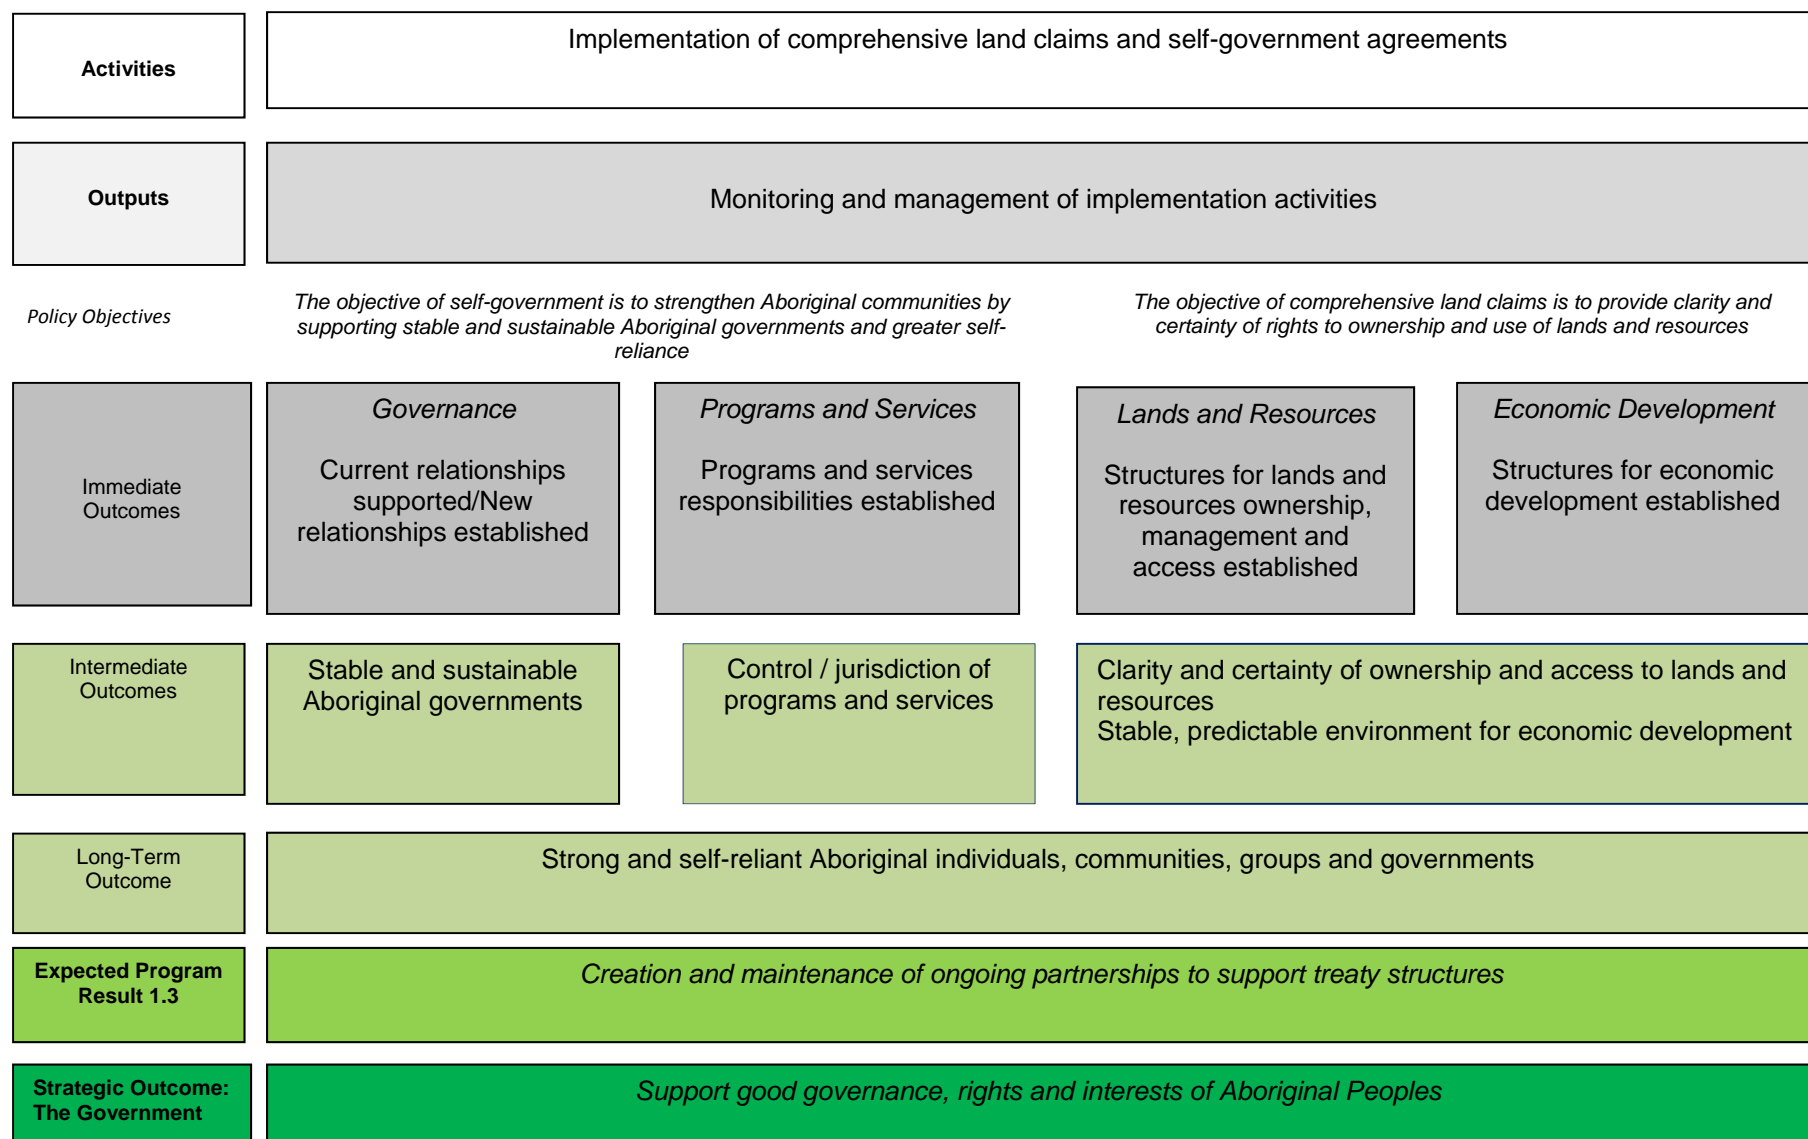 Activities
Implementation of comprehensive land claims and self-government agreements
Outputs
Monitoring and management of implementation activities
Policy Objectives
The objective of self-government is to strengthen Aboriginal communities by
supporting stable and sustainable Aboriginal governments and greater self-
reliance
The objective of comprehensive land claims is to provide clarity and
certainty of rights to ownership and use of lands and resources
Immediate
Outcomes
Governance
Current relationships
supported/New
relationships established
Programs and Services
Programs and services
responsibilities established
Lands and Resources
Structures for lands and
resources ownership,
management and
access established
Economic Development
Structures for economic
development established
Intermediate
Outcomes
Stable and sustainable
Aboriginal governments
Control / jurisdiction of
programs and services
Clarity and certainty of ownership and access to lands and
resources
Stable, predictable environment for economic development
Long-Term
Outcome
Strong and self-reliant Aboriginal individuals, communities, groups and governments
Expected Program
Result 1.3
Creation and maintenance of ongoing partnerships to support treaty structures
Strategic Outcome:
The Government
Support good governance, rights and interests of Aboriginal Peoples